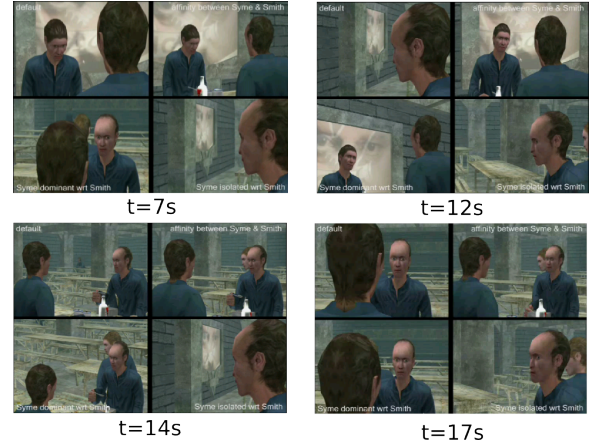 default
affinity between Syme & Smith
Syme dominant wrt Smith
Syme isolated wrt Smith
t=7s
default
affinity between Syme & Smith
Syme dominant wrt Smith
Syme isolated wrt Smith
t=12s
default
affinity between Syme & Smith
Syme dominant wrt Smith
Syme isolated wrt Smith
t=14s
default
affinity between Syme & Smith
Syme dominant wrt Smith
Syme isolated wrt Smith
t=17s